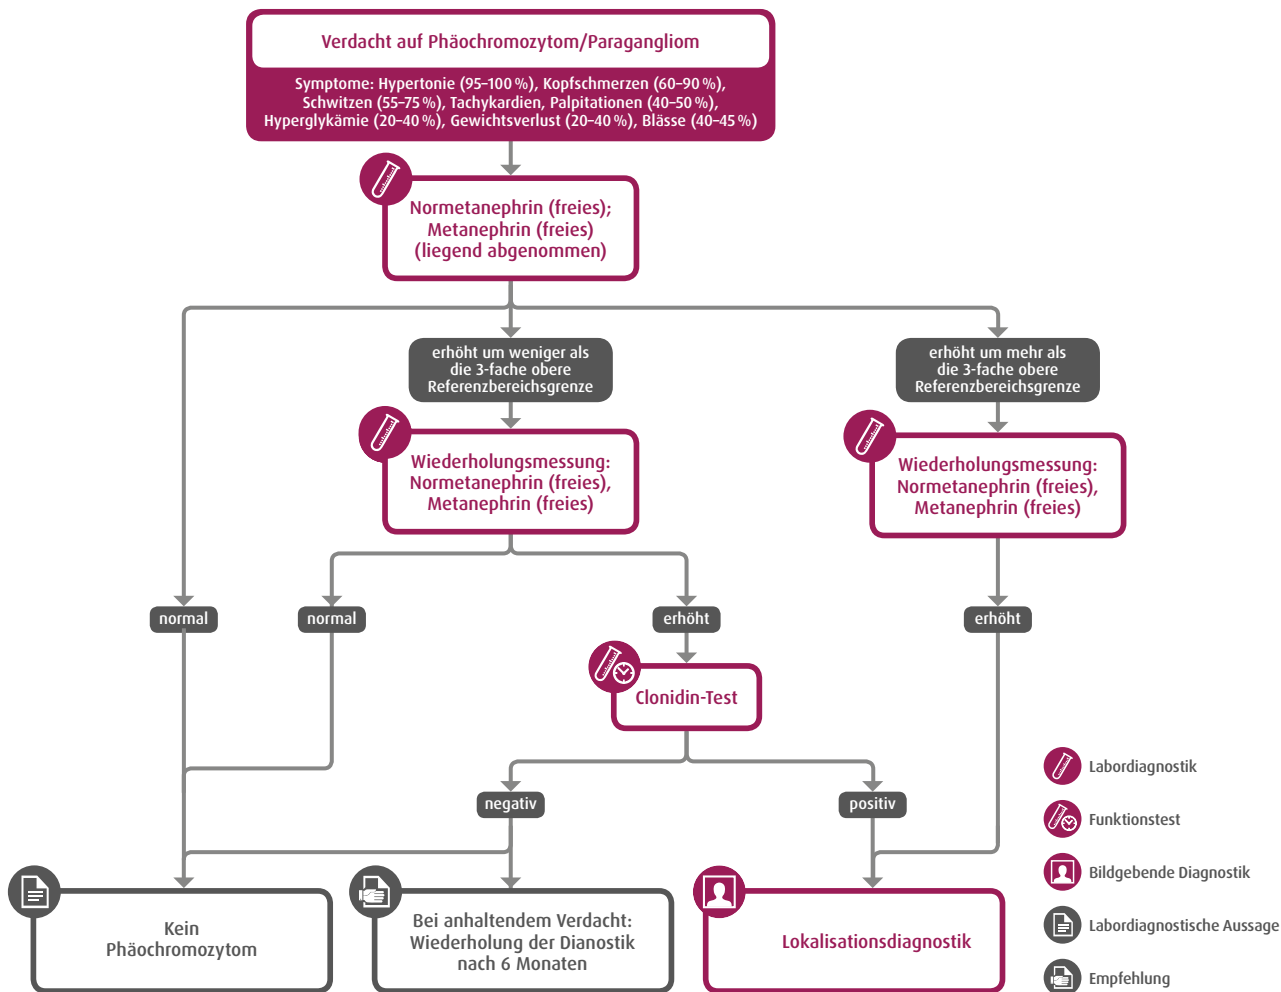 Verdacht auf Phäochromozytom/Paragangliom
Symptome: Hypertonie (95–100 %), Kopfschmerzen (60–90 %),
Schwitzen (55–75 %), Tachykardien, Palpitationen (40–50 %),
Hyperglykämie (20–40 %), Gewichtsverlust (20–40 %), Blässe (40–45 %)
Normetanephrin (freies);
Metanephrin (freies)
(liegend abgenommen)
erhöht um weniger als
die 3-fache obere
Referenzbereichsgrenze
erhöht um mehr als
die 3-fache obere
Referenzbereichsgrenze
Wiederholungsmessung:
Normetanephrin (freies),
Metanephrin (freies)
Wiederholungsmessung:
Normetanephrin (freies),
Metanephrin (freies)
normal
normal
erhöht
erhöht
Clonidin-Test
negativ
positiv
Kein
Phäochromozytom
Bei anhaltendem Verdacht:
Wiederholung der Dianostik
nach 6 Monaten
Lokalisationsdiagnostik
Labordiagnostik
Funktionstest
Bildgebende Diagnostik
Labordiagnostische Aussage
Empfehlung